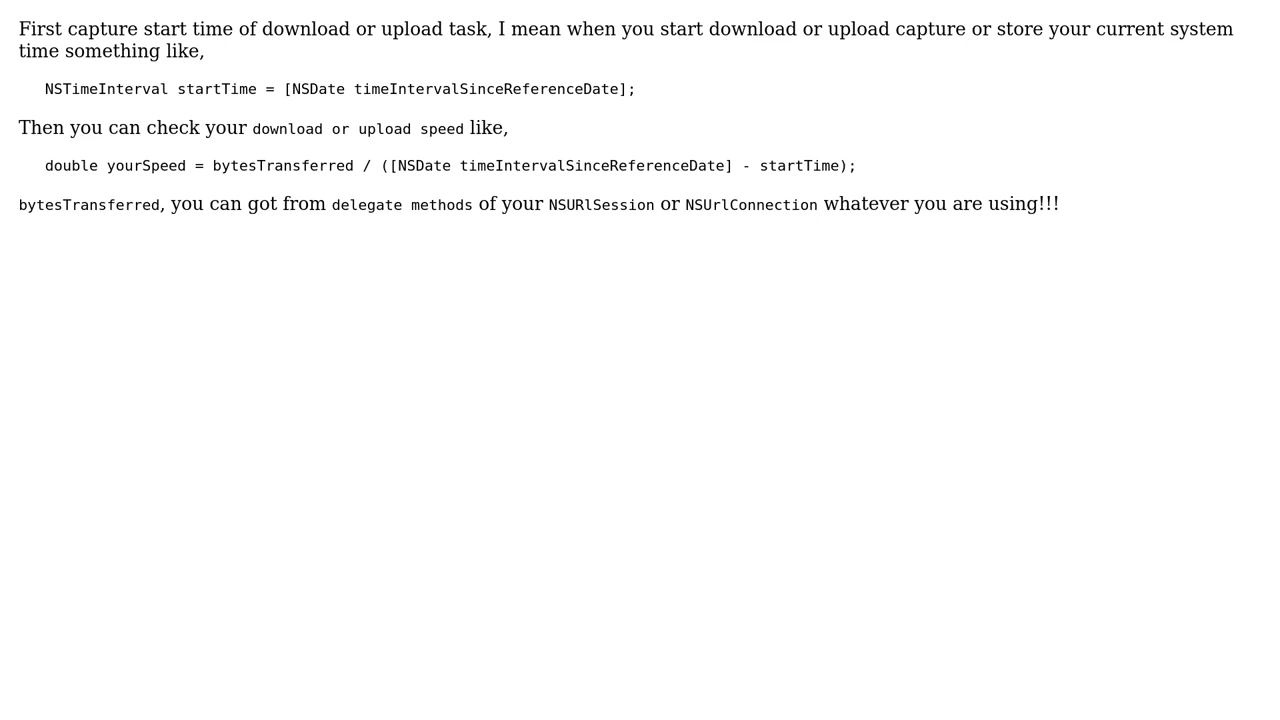 First capture start time of download or upload task, I mean when you start download or upload capture or store your current system
time something like,
NSTimeInterval startTime = [NSDate timeIntervalSinceReferenceDate];
Then you can check your download or upload speed like,
double yourSpeed = bytesTransferred / ([NSDate timeIntervalSinceReferenceDate] - startTime);
bytesTransferred, you can got from delegate methods of your NSURlSession or NSUrlConnection whatever you are using!!!